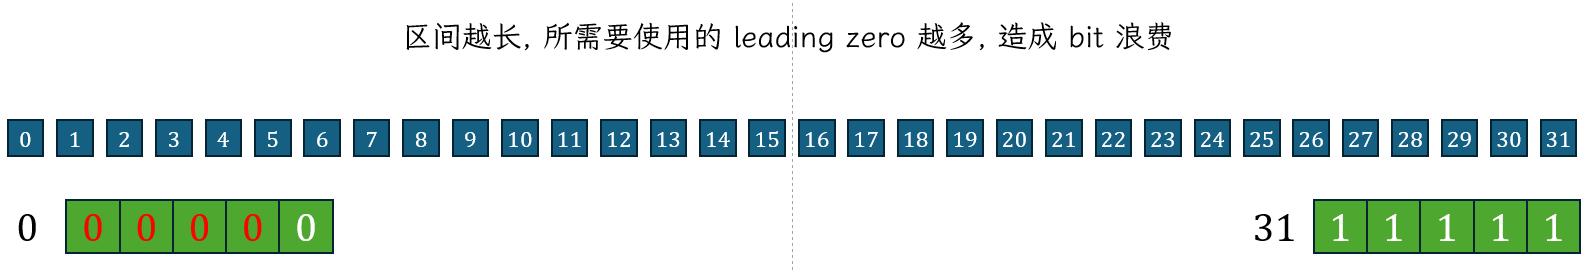 区间越长, 所需要使用的 leading zero 越多, 造成 bit 浪费
0 1 2 3 4 5 6 7 8 9 10 11 12 13 14 15 16 17 18 19 20 21 22 23 24 25 26 27 28 29 30 31
0 0 0 0 0 0 31 1 1 1 1 1